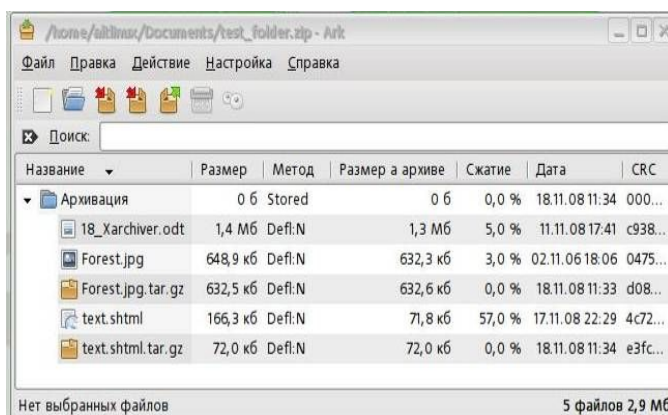 /home/altlinux/Documents/test_folder.zip - Ark
Файл Правка Действие Настройка Справка
Поиск:
Название Размер Метод Размер а архиве Сжатие Дата CRC
Архивация 0 б Stored 0 б 0,0 % 18.11.08 11:34 000...
18_Xarchiver.odt 1,4 Мб Defl:N 1,3 Мб 5,0 % 11.11.08 17:41 c938...
Forest.jpg 648,9 кб Defl:N 632,3 кб 3,0 % 02.11.06 18:06 0475...
Forest.jpg.tar.gz 632,5 кб Defl:N 632,6 кб 0,0 % 18.11.08 11:33 d08...
text.shtml 166,3 кб Defl:N 71,8 кб 57,0 % 17.11.08 22:29 4c72...
text.shtml.tar.gz 72,0 кб Defl:N 72,0 кб 0,0 % 18.11.08 11:34 e3fc...
Нет выбранных файлов 5 файлов 2,9 Мб